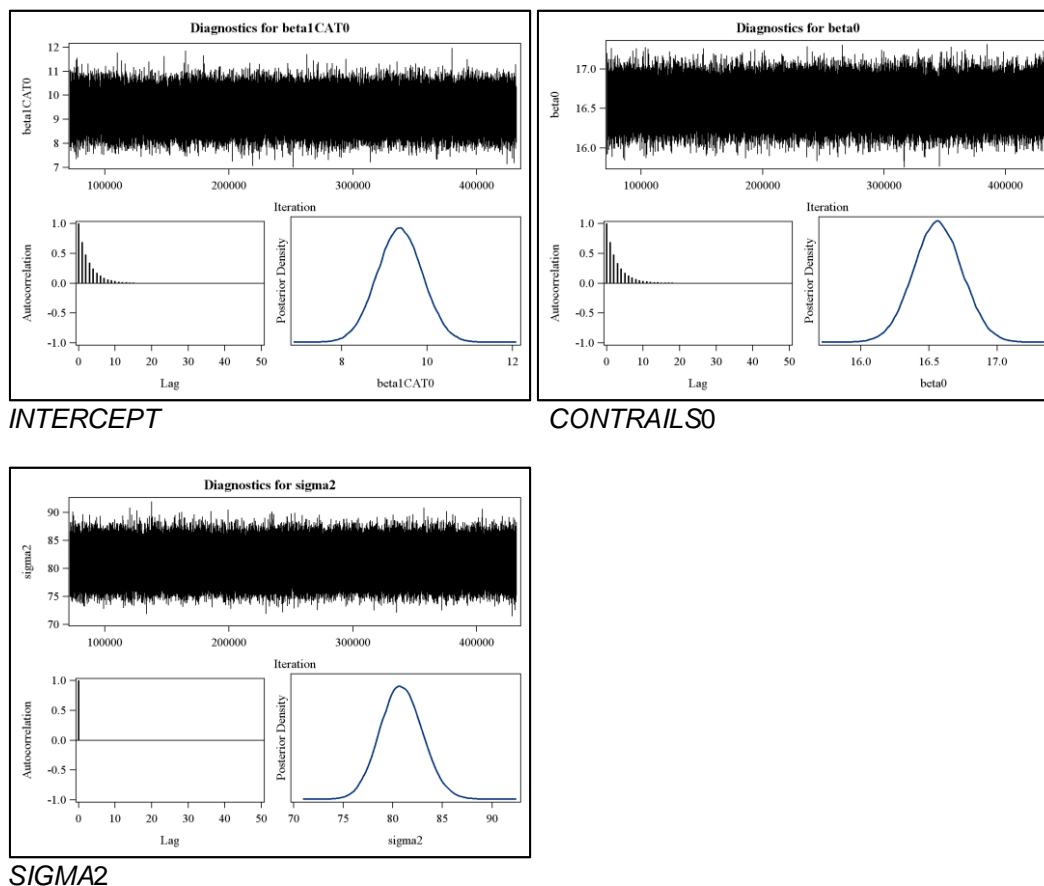 Diagnostics for beta1CAT0
beta1CAT0
12
11
10
9
8
7
100000
200000
300000
400000
Iteration
Autocorrelation
1.0
0.5
0.0
-0.5
-1.0
0
10
20
30
40
50
Lag
Posterior Density
8
10
12
beta1CAT0
INTERCEPT
Diagnostics for beta0
beta0
17.0
16.5
16.0
100000
200000
300000
400000
Iteration
Autocorrelation
1.0
0.5
0.0
-0.5
-1.0
0
10
20
30
40
50
Lag
Posterior Density
16.0
16.5
17.0
beta0
CONTRAILS0
Diagnostics for sigma2
sigma2
90
85
80
75
70
100000
200000
300000
400000
Iteration
Autocorrelation
1.0
0.5
0.0
-0.5
-1.0
0
10
20
30
40
50
Lag
Posterior Density
70
75
80
85
90
sigma2
SIGMA2